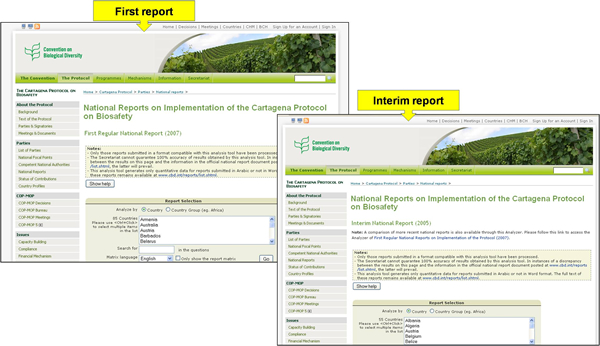 First report
Home | Decisions | Meetings | Countries | CHM | BCH Sign Up for an Account | Sign In
Convention on
Biological Diversity
The Convention The Protocol Programmes Mechanisms Information Secretariat
THE CARTAGENA PROTOCOL ON BIOSAFETY
Home > Cartagena Protocol > Parties > National reports >
About the Protocol
Background
Text of the Protocol
Parties & Signatories
Meetings & Documents
Parties
List of Parties
National Focal Points
Competent National Authorities
National Reports
Status of Contributions
Country Profiles
COP-MOP
COP-MOP Decisions
COP-MOP Bureau
COP-MOP Meetings
COP-MOP 5
Issues
Capacity Building
Compliance
Financial Mechanism
National Reports on Implementation of the Cartagena Protocol
on Biosafety
First Regular National Report (2007)
Notes:
- Only those reports submitted in a format compatible with this analysis tool have been processed.
- The Secretariat cannot guarantee 100% accuracy of results obtained by this analysis tool. In instances
between the results on this page and the information in the official national report document
/list.shtml, the latter will prevail.
- This analysis tool only generates quantitative data for reports submitted in Arabic or not in Word
these reports remains available at www.cbd.int/reports/list.shtml.
Show help
Report Selection
Analyze by Country Country Group (eg. Africa)
85 Countries
Please use <Cmd/Ctrl>
to select multiple items
in the list
Armenia
Australia
Austria
Barbados
Belarus
Search for in the questions
Matrix language English Only show the report matrix Go
Interim report
Home | Decisions | Meetings | Countries | CHM | BCH Sign Up for an Account | Sign In
Convention on
Biological Diversity
The Convention The Protocol Programmes Mechanisms Information Secretariat
THE CARTAGENA PROTOCOL ON
BIOSAFETY
Home > Cartagena Protocol > Parties > National reports >
About the Protocol
Background
Text of the Protocol
Parties & Signatories
Meetings & Documents
Parties
List of Parties
National Focal Points
Competent National Authorities
National Reports
Status of Contributions
Country Profiles
COP-MOP
COP-MOP Decisions
COP-MOP Bureau
COP-MOP Meetings
COP-MOP 5
Issues
Capacity Building
Compliance
Financial Mechanism
National Reports on Implementation of the Cartagena Protocol
on Biosafety
Interim National Report (2005)
Note: A comparison of more recent national reports is also available through this Analyzer. Please follow this link to access the
Analyzer of First Regular National Reports on Implementation of the Protocol (2007).
Notes:
- Only those reports submitted in a format compatible with this analysis tool have been processed.
- The Secretariat cannot guarantee 100% accuracy of results obtained by this analysis tool. In instances of a discrepancy
between the results on this page and the information in the official national report document posted at www.cbd.int/reports
/list.shtml, the latter will prevail.
- This analysis tool only generates quantitative data for reports submitted in Arabic or not in Word format. The full text of
these reports remains available at www.cbd.int/reports/list.shtml.
Show help
Report Selection
Analyze by Country Country Group (eg. Africa)
Countries
Please use
to select multiple items
in the list
Albania
Algeria
Austria
Belgium
Belize